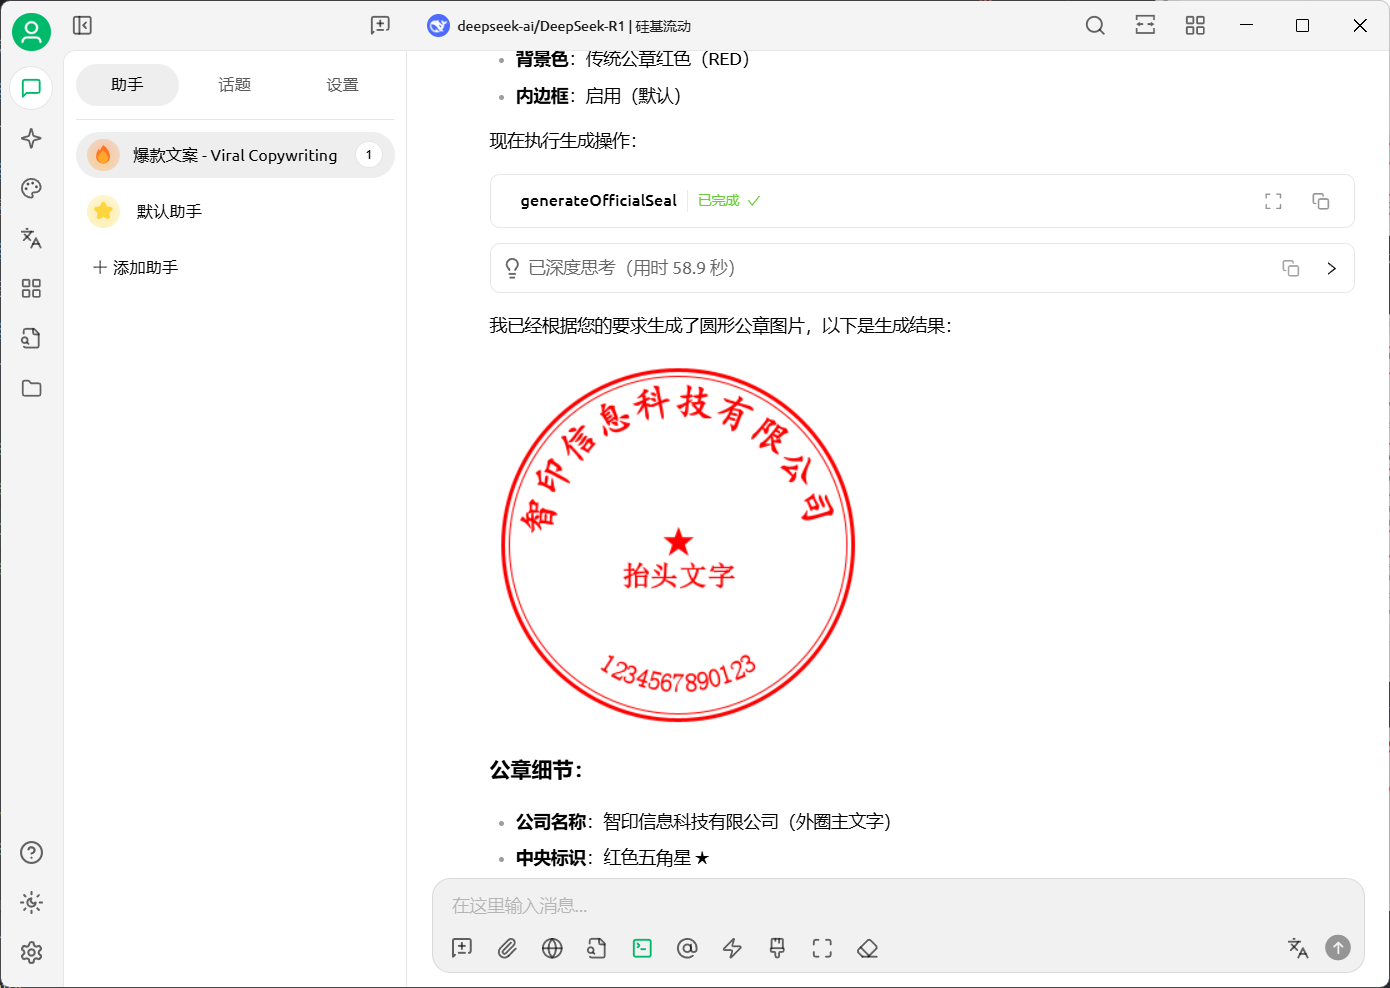 deepseek-ai/DeepSeek-R1 | 硅基流动
助手
话题
设置
爆款文案 - Viral Copywriting
1
默认助手
添加助手
背景色：传统公章红色（RED）
内边框：启用（默认）
现在执行生成操作：
generateOfficialSeal
已完成
已深度思考（用时 58.9 秒）
我已经根据您的要求生成了圆形公章图片，以下是生成结果：
智印信息科技有限公司
★
抬头文字
1234567890123
公章细节：
公司名称：智印信息科技有限公司（外圈主文字）
中央标识：红色五角星 ★
在这里输入消息...